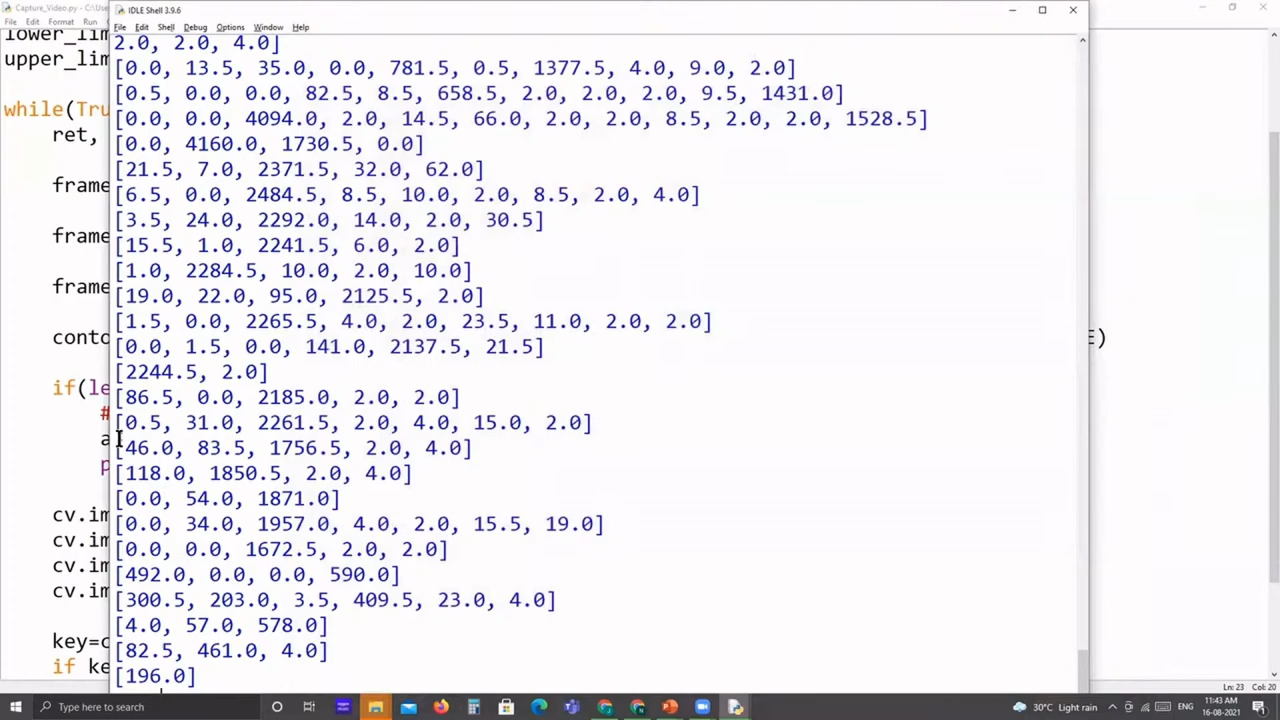 Capture_Video.py - C:\Us
File Edit Format Run
IDLE Shell 3.9.6
File Edit Shell Debug Options Window Help
lower_lim
upper_lim
while(Tru
ret,
frame
frame
frame
conto
E)
if(le
#
a
p
cv.im
cv.im
cv.im
cv.im
key=c
if ke
2.0, 2.0, 4.0]
[0.0, 13.5, 35.0, 0.0, 781.5, 0.5, 1377.5, 4.0, 9.0, 2.0]
[0.5, 0.0, 0.0, 82.5, 8.5, 658.5, 2.0, 2.0, 2.0, 9.5, 1431.0]
[0.0, 0.0, 4094.0, 2.0, 14.5, 66.0, 2.0, 2.0, 8.5, 2.0, 2.0, 1528.5]
[0.0, 4160.0, 1730.5, 0.0]
[21.5, 7.0, 2371.5, 32.0, 62.0]
[6.5, 0.0, 2484.5, 8.5, 10.0, 2.0, 8.5, 2.0, 4.0]
[3.5, 24.0, 2292.0, 14.0, 2.0, 30.5]
[15.5, 1.0, 2241.5, 6.0, 2.0]
[1.0, 2284.5, 10.0, 2.0, 10.0]
[19.0, 22.0, 95.0, 2125.5, 2.0]
[1.5, 0.0, 2265.5, 4.0, 2.0, 23.5, 11.0, 2.0, 2.0]
[0.0, 1.5, 0.0, 141.0, 2137.5, 21.5]
[2244.5, 2.0]
[86.5, 0.0, 2185.0, 2.0, 2.0]
[0.5, 31.0, 2261.5, 2.0, 4.0, 15.0, 2.0]
[46.0, 83.5, 1756.5, 2.0, 4.0]
[118.0, 1850.5, 2.0, 4.0]
[0.0, 54.0, 1871.0]
[0.0, 34.0, 1957.0, 4.0, 2.0, 15.5, 19.0]
[0.0, 0.0, 1672.5, 2.0, 2.0]
[492.0, 0.0, 0.0, 590.0]
[300.5, 203.0, 3.5, 409.5, 23.0, 4.0]
[4.0, 57.0, 578.0]
[82.5, 461.0, 4.0]
[196.0]
Ln: 23 Col: 20
Type here to search
30°C Light rain
ENG
11:43 AM
16-08-2021